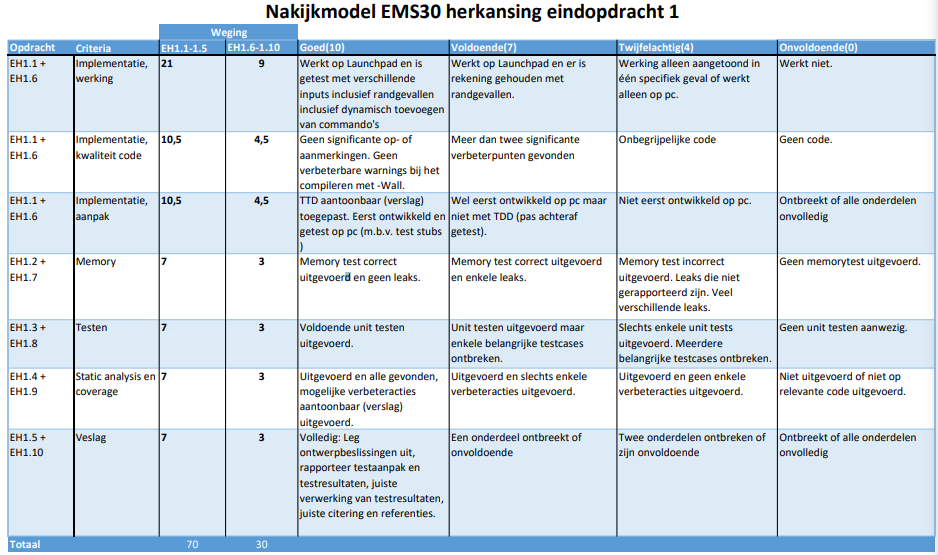 Nakijkmodel EMS30 herkansing eindopdracht 1
Weging
Opdracht Criteria EH1.1-1.5 EH1.6-1.10 Goed(10) Voldoende(7) Twijfelachtig(4) Onvoldoende(0)
EH1.1 + Implementatie, 21 9 Werkt op Launchpad en is Werkt op Launchpad en er is Werking alleen aangetoond in Werkt niet.
EH1.6 werking getest met verschillende rekening gehouden met één specifiek geval of werkt
inputs inclusief randgevallen randgevallen. alleen op pc.
inclusief dynamisch toevoegen
van commando's
EH1.1 + Implementatie, 10,5 4,5 Geen significante op- of Meer dan twee significante Onbegrijpelijke code Geen code.
EH1.6 kwaliteit code aanmerkingen. Geen verbeterpunten gevonden
verbeterbare warnings bij het
compileren met -Wall.
EH1.1 + Implementatie, 10,5 4,5 TTD aantoonbaar (verslag) Wel eerst ontwikkeld op pc maar Niet eerst ontwikkeld op pc. Ontbreekt of alle onderdelen
EH1.6 aanpak toegepast. Eerst ontwikkeld en niet met TDD (pas achteraf onvolledig
getest op pc (m.b.v. test stubs getest).
)
EH1.2 + Memory 7 3 Memory test correct Memory test correct uitgevoerd Memory test incorrect Geen memorytest uitgevoerd.
EH1.7 uitgevoerd en geen leaks. en enkele leaks. uitgevoerd. Leaks die niet
gerapporteerd zijn. Veel
verschillende leaks.
EH1.3 + Testen 7 3 Voldoende unit testen Unit testen uitgevoerd maar Slechts enkele unit tests Geen unit testen aanwezig.
EH1.8 uitgevoerd. enkele belangrijke testcases uitgevoerd. Meerdere
ontbreken. belangrijke testcases ontbreken.
EH1.4 + Static analysis en 7 3 Uitgevoerd en alle gevonden, Uitgevoerd en slechts enkele Uitgevoerd en geen enkele Niet uitgevoerd of niet op
EH1.9 coverage mogelijke verbeteracties verbeteracties uitgevoerd. verbeteracties uitgevoerd. relevante code uitgevoerd.
aantoonbaar (verslag)
uitgevoerd.
EH1.5 + Veslag 7 3 Volledig: Leg Een onderdeel ontbreekt of Twee onderdelen ontbreken of Ontbreekt of alle onderdelen
EH1.10 ontwerpbeslissingen uit, onvoldoende zijn onvoldoende onvolledig
rapporteer testaanpak en
testresultaten, juiste
verwerking van testresultaten,
juiste citering en referenties.
Totaal 70 30